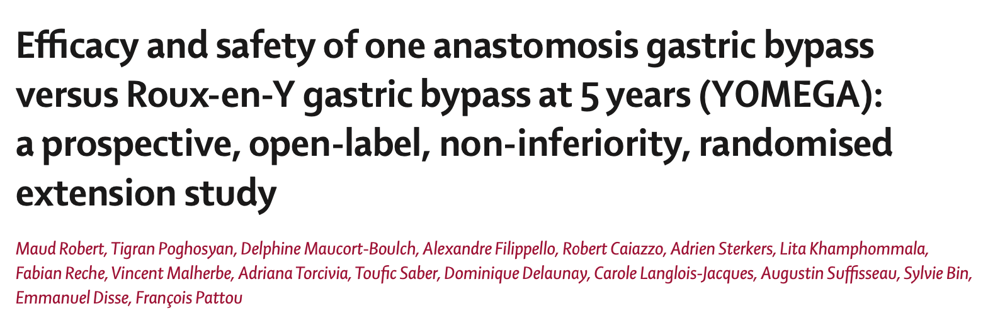 Efficacy and safety of one anastomosis gastric bypass
versus Roux-en-Y gastric bypass at 5 years (YOMEGA):
a prospective, open-label, non-inferiority, randomised
extension study
Maud Robert, Tigran Poghosyan, Delphine Maucort-Boulch, Alexandre Filippello, Robert Caiazzo, Adrien Sterkers, Lita Khamphommala,
Fabian Reche, Vincent Malherbe, Adriana Torcivia, Toufic Saber, Dominique Delaunay, Carole Langlois-Jacques, Augustin Suffisseau, Sylvie Bin,
Emmanuel Disse, François Pattou